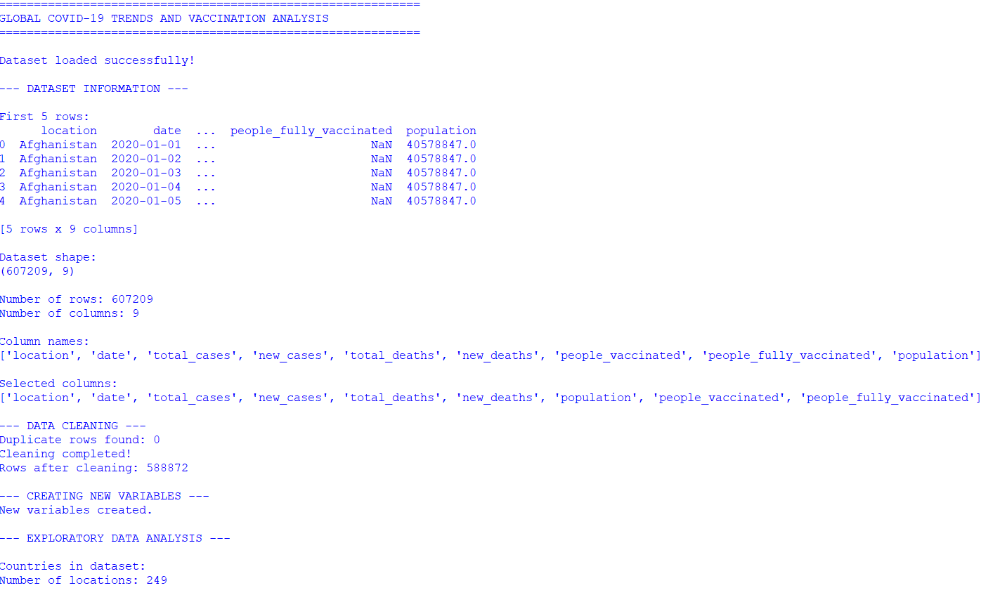 ============================================================
GLOBAL COVID-19 TRENDS AND VACCINATION ANALYSIS
============================================================
Dataset loaded successfully!
--- DATASET INFORMATION ---
First 5 rows:
      location        date  ...  people_fully_vaccinated  population
0  Afghanistan  2020-01-01  ...                      NaN  40578847.0
1  Afghanistan  2020-01-02  ...                      NaN  40578847.0
2  Afghanistan  2020-01-03  ...                      NaN  40578847.0
3  Afghanistan  2020-01-04  ...                      NaN  40578847.0
4  Afghanistan  2020-01-05  ...                      NaN  40578847.0
[5 rows x 9 columns]
Dataset shape:
(607209, 9)
Number of rows: 607209
Number of columns: 9
Column names:
['location', 'date', 'total_cases', 'new_cases', 'total_deaths', 'new_deaths', 'people_vaccinated', 'people_fully_vaccinated', 'population']
Selected columns:
['location', 'date', 'total_cases', 'new_cases', 'total_deaths', 'new_deaths', 'population', 'people_vaccinated', 'people_fully_vaccinated']
--- DATA CLEANING ---
Duplicate rows found: 0
Cleaning completed!
Rows after cleaning: 588872
--- CREATING NEW VARIABLES ---
New variables created.
--- EXPLORATORY DATA ANALYSIS ---
Countries in dataset:
Number of locations: 249